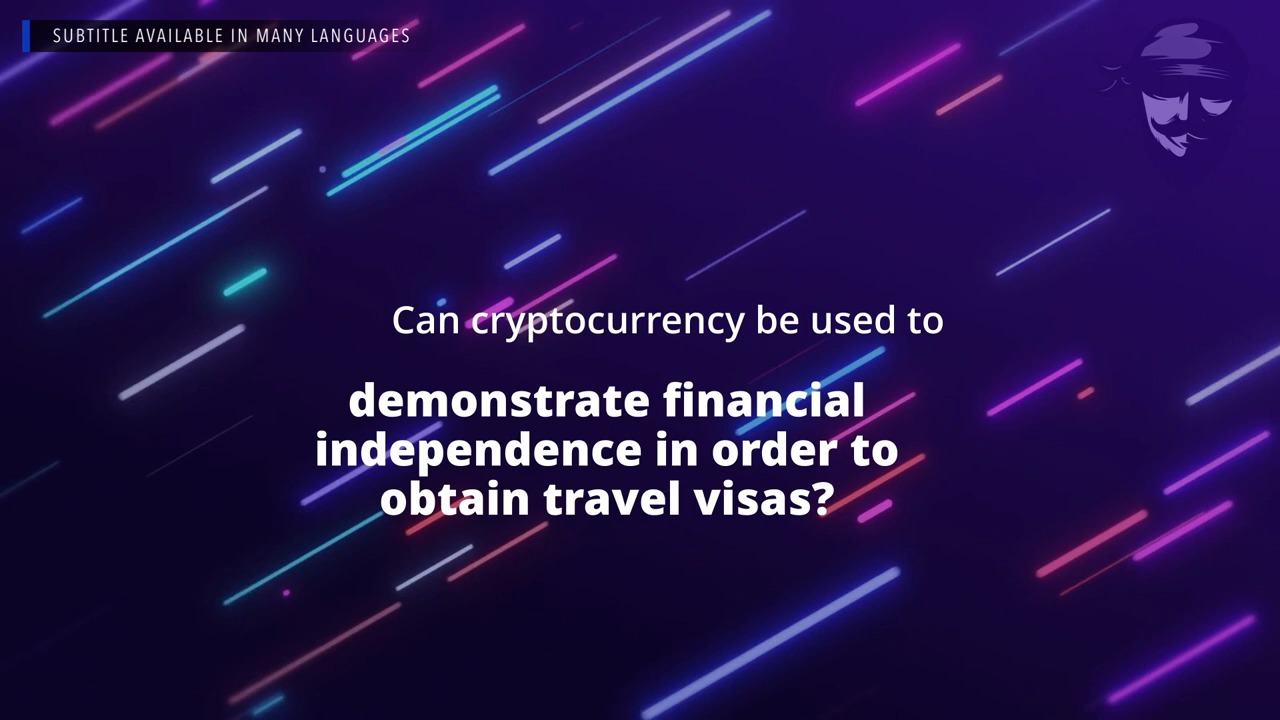 SUBTITLE AVAILABLE IN MANY LANGUAGES
Can cryptocurrency be used to
demonstrate financial
independence in order to
obtain travel visas?